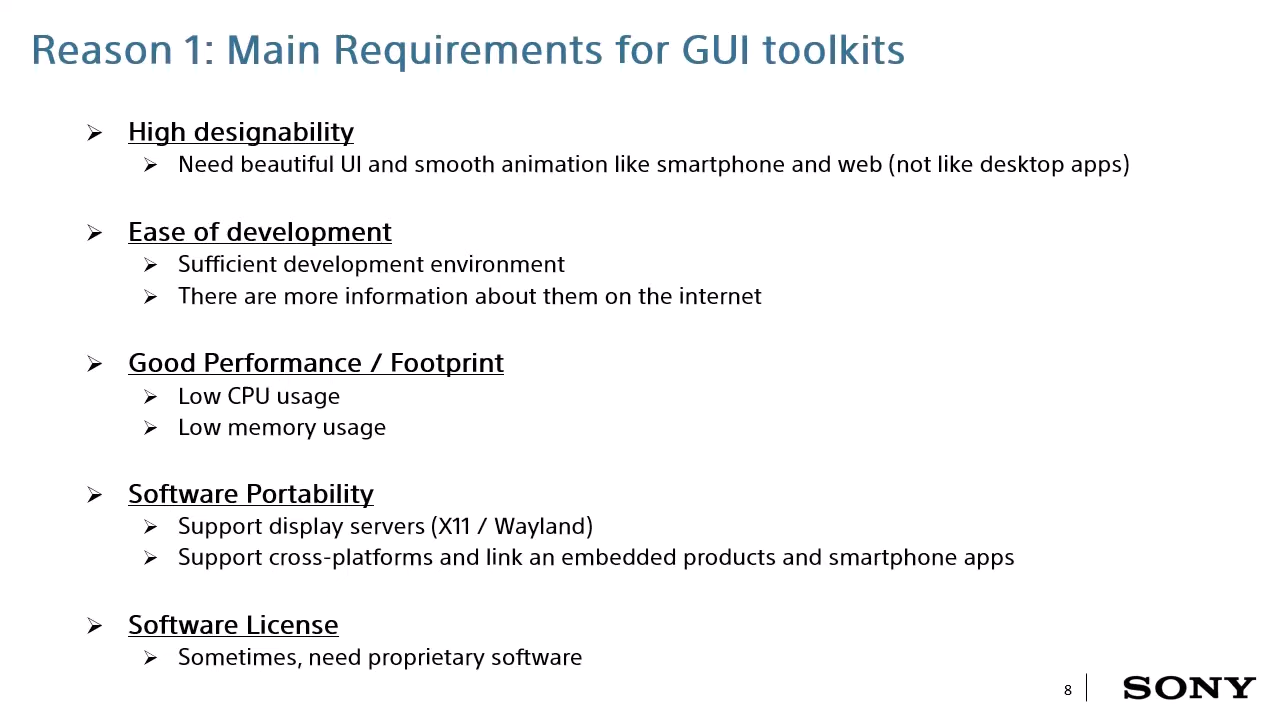 Reason 1: Main Requirements for GUI toolkits
High designability
Need beautiful UI and smooth animation like smartphone and web (not like desktop apps)
Ease of development
Sufficient development environment
There are more information about them on the internet
Good Performance / Footprint
Low CPU usage
Low memory usage
Software Portability
Support display servers (X11 / Wayland)
Support cross-platforms and link an embedded products and smartphone apps
Software License
Sometimes, need proprietary software
8
SONY